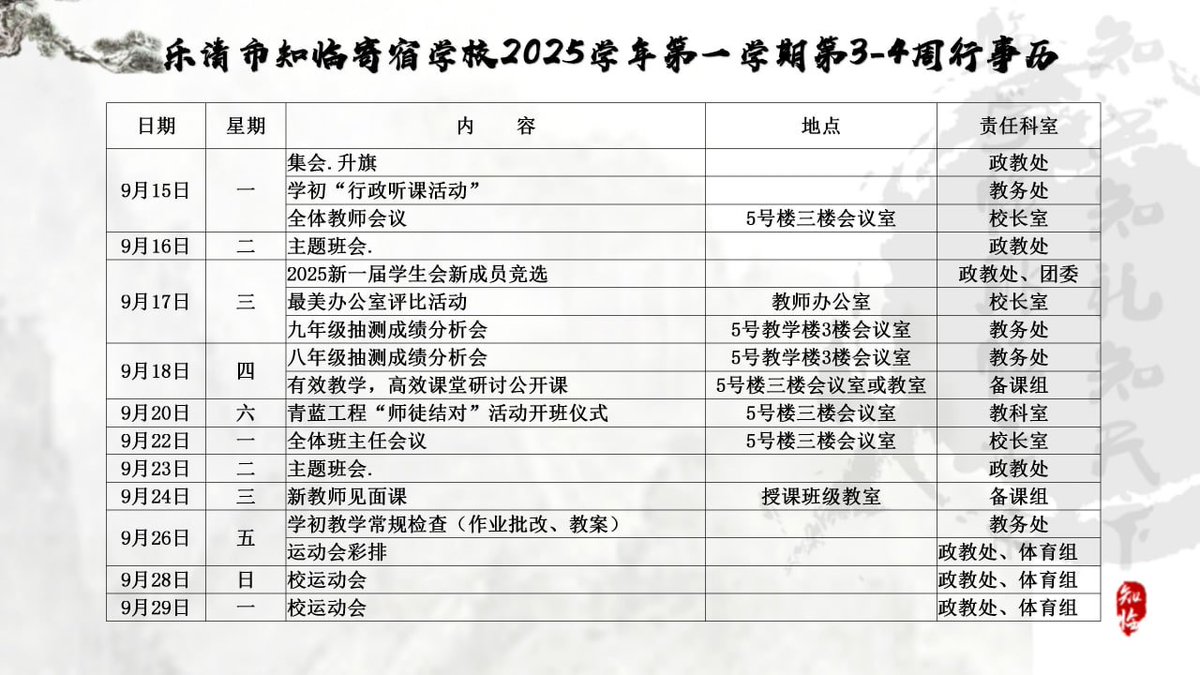 乐清市知临寄宿学校2025学年第一学期第3-4周行事历
日期 星期 内 容 地点 责任科室
9月15日 一 集会.升旗 政教处
学初“行政听课活动” 教务处
全体教师会议 5号楼三楼会议室 校长室
9月16日 二 主题班会. 政教处
9月17日 三 2025新一届学生会新成员竞选 政教处、团委
最美办公室评比活动 教师办公室 校长室
九年级抽测成绩分析会 5号教学楼3楼会议室 教务处
9月18日 四 八年级抽测成绩分析会 5号教学楼3楼会议室 教务处
有效教学，高效课堂研讨公开课 5号楼三楼会议室或教室 备课组
9月20日 六 青蓝工程“师徒结对”活动开班仪式 5号楼三楼会议室 教科室
9月22日 一 全体班主任会议 5号楼三楼会议室 校长室
9月23日 二 主题班会. 政教处
9月24日 三 新教师见面课 授课班级教室 备课组
9月26日 五 学初教学常规检查（作业批改、教案） 教务处
运动会彩排 政教处、体育组
9月28日 日 校运动会 政教处、体育组
9月29日 一 校运动会 政教处、体育组
知临